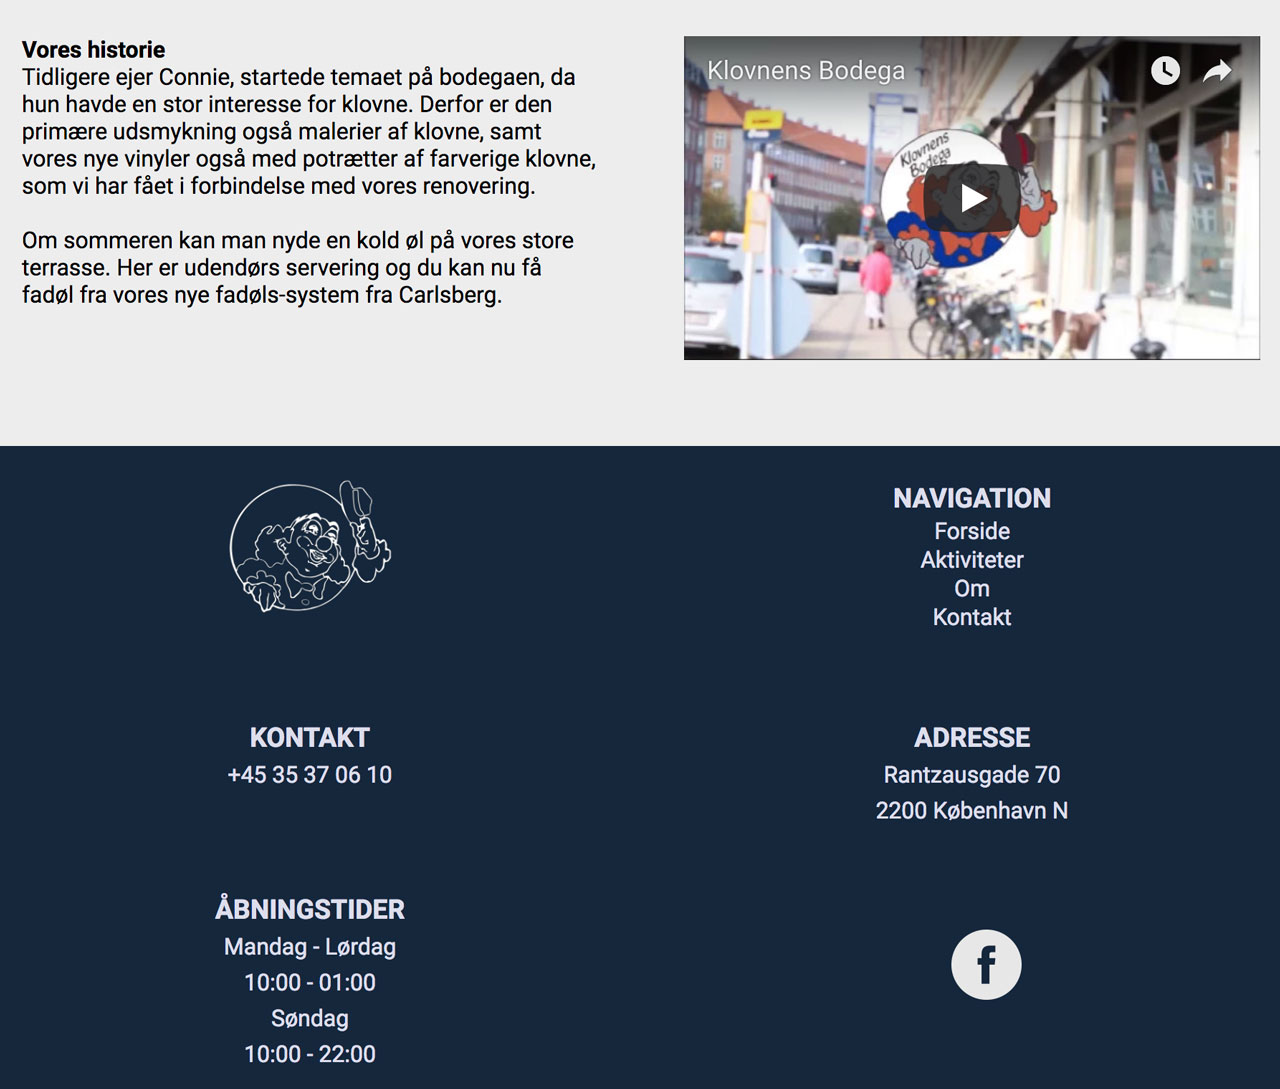 Vores historie
Tidligere ejer Connie, startede temaet på bodegaen, da
hun havde en stor interesse for klovne. Derfor er den
primære udsmykning også malerier af klovne, samt
vores nye vinyler også med potrætter af farverige klovne,
som vi har fået i forbindelse med vores renovering.
Om sommeren kan man nyde en kold øl på vores store
terrasse. Her er udendørs servering og du kan nu få
fadøl fra vores nye fadøls-system fra Carlsberg.
Klovnens Bodega
Klovnens
Bodega
NAVIGATION
Forside
Aktiviteter
Om
Kontakt
KONTAKT
+45 35 37 06 10
ADRESSE
Rantzausgade 70
2200 København N
ÅBNINGSTIDER
Mandag - Lørdag
10:00 - 01:00
Søndag
10:00 - 22:00
f